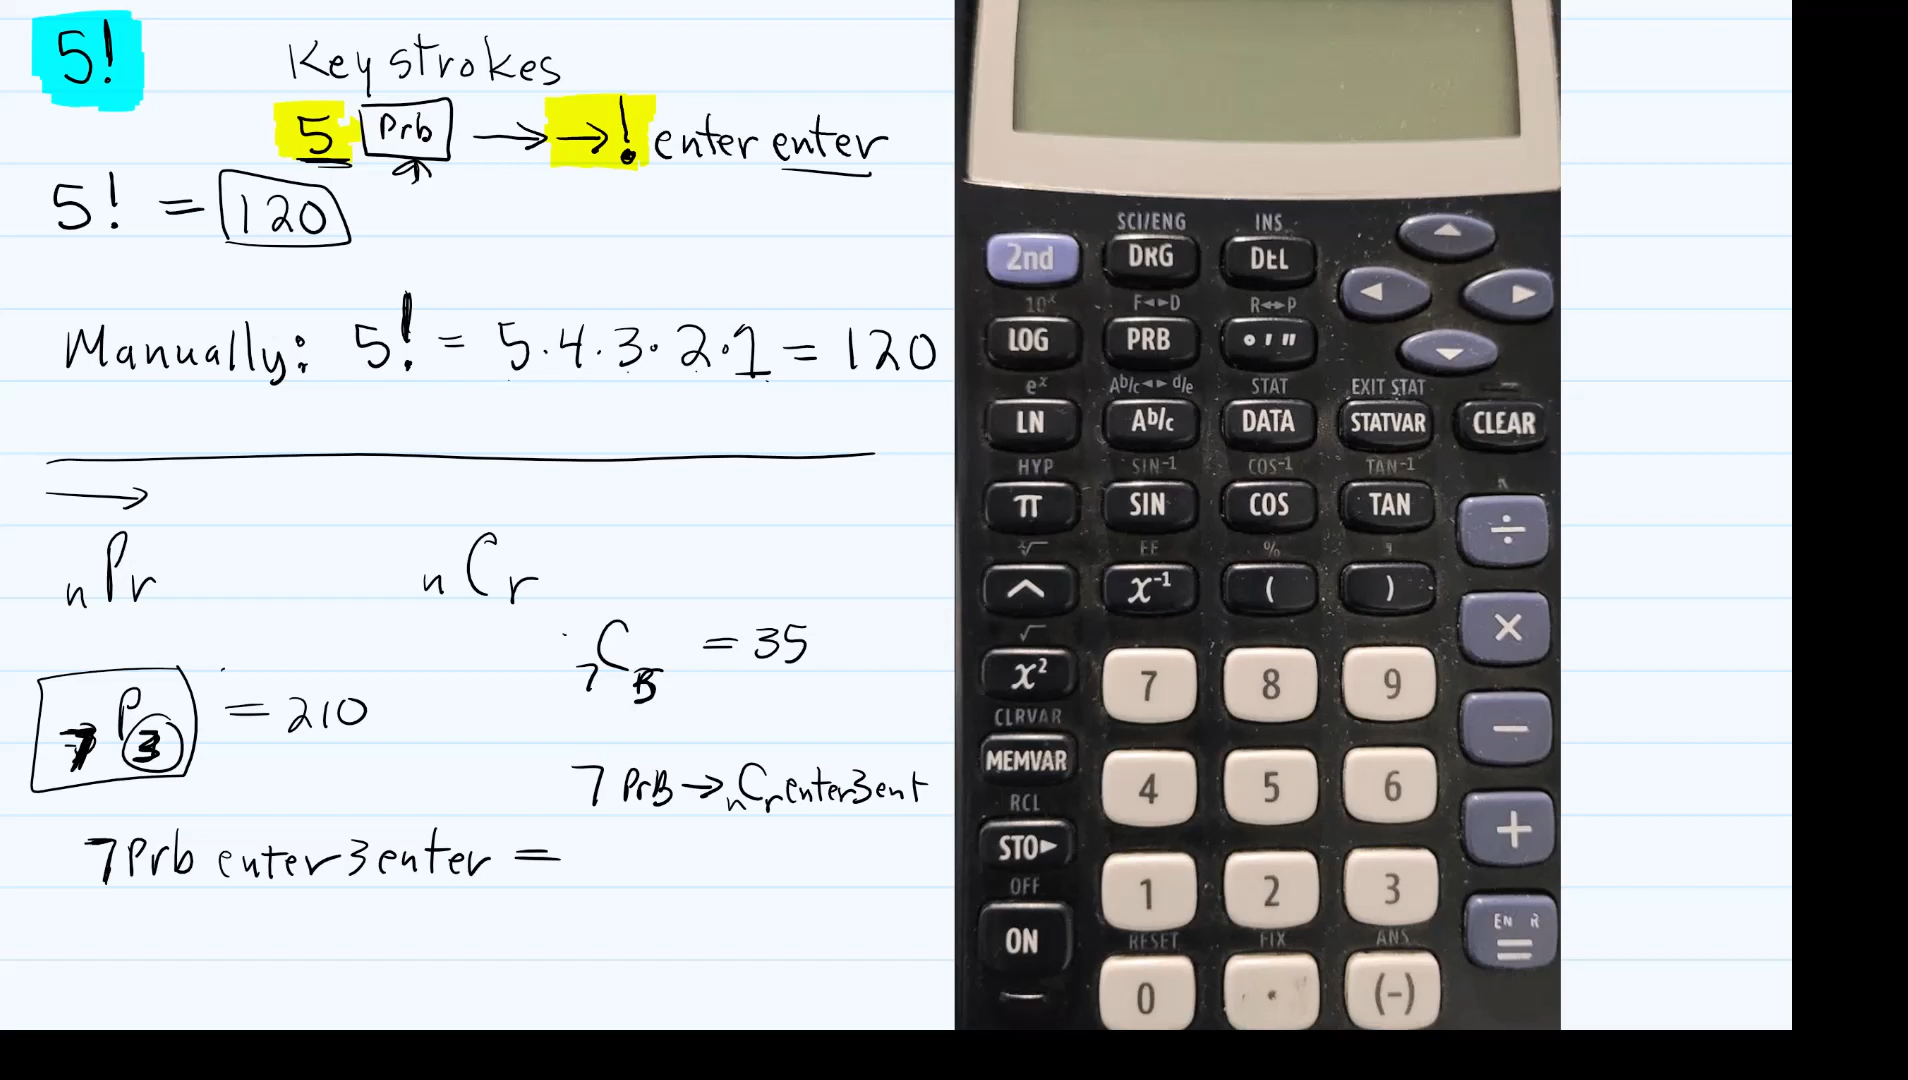 5!
Keystrokes
5 Prb → → ! enter enter
5! = 120
Manually: 5! = 5·4·3·2·1 = 120
→
nPr nCr
7CB = 35
7P3 = 210
7 PrB → nCr enter 3 ent
7 Prb enter 3 enter =
SCI/ENG INS
2nd DRG DEL
10ˣ F◄►D R◄►P
LOG PRB ° ' "
eˣ Ab/c◄►d/e STAT EXIT STAT
LN Ab/c DATA STATVAR CLEAR
HYP SIN-1 COS-1 TAN-1
π SIN COS TAN ÷
ˣ√ EE % ,
^ x-1 ( ) ×
√
x² 7 8 9 −
CLRVAR
MEMVAR 4 5 6
RCL
STO► 1 2 3 +
OFF
ON EN R =
RESET FIX ANS
0 . (-)